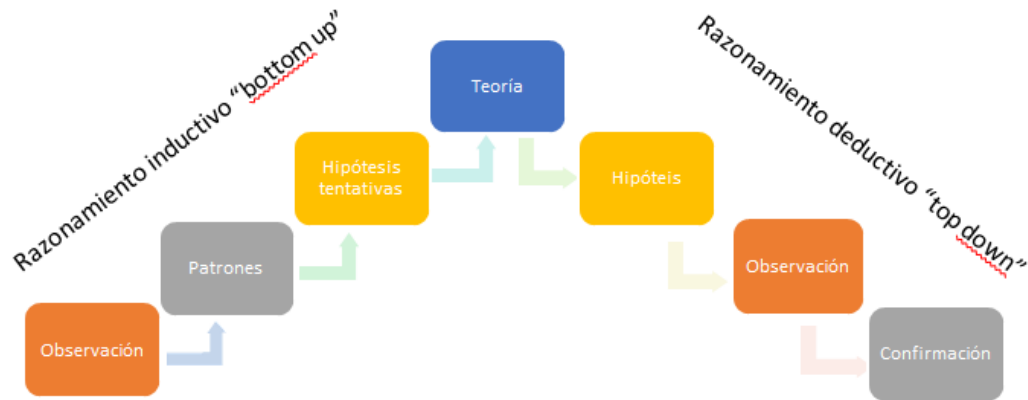 Razonamiento inductivo “bottom up”
Razonamiento deductivo “top down”
Teoría
Hipótesis
tentativas
Hipóteis
Patrones
Observación
Observación
Confirmación